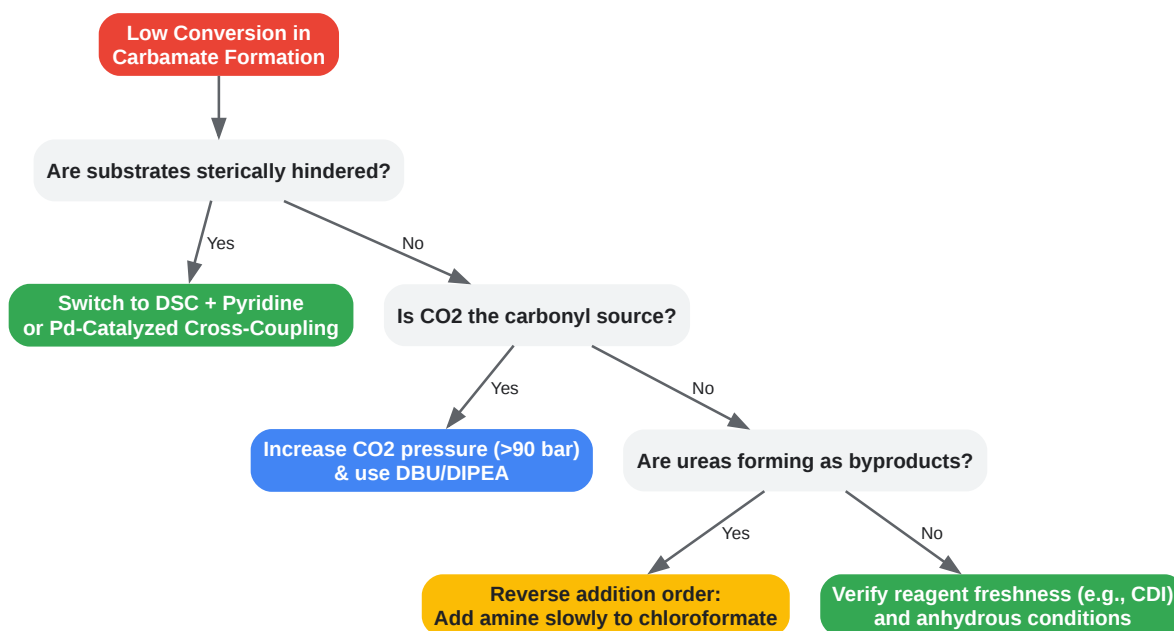 Low Conversion in
Carbamate Formation
Are substrates sterically hindered?
Yes
No
Switch to DSC + Pyridine
or Pd-Catalyzed Cross-Coupling
Is CO2 the carbonyl source?
Yes
No
Increase CO2 pressure (>90 bar)
& use DBU/DIPEA
Are ureas forming as byproducts?
Yes
No
Reverse addition order:
Add amine slowly to chloroformate
Verify reagent freshness (e.g., CDI)
and anhydrous conditions